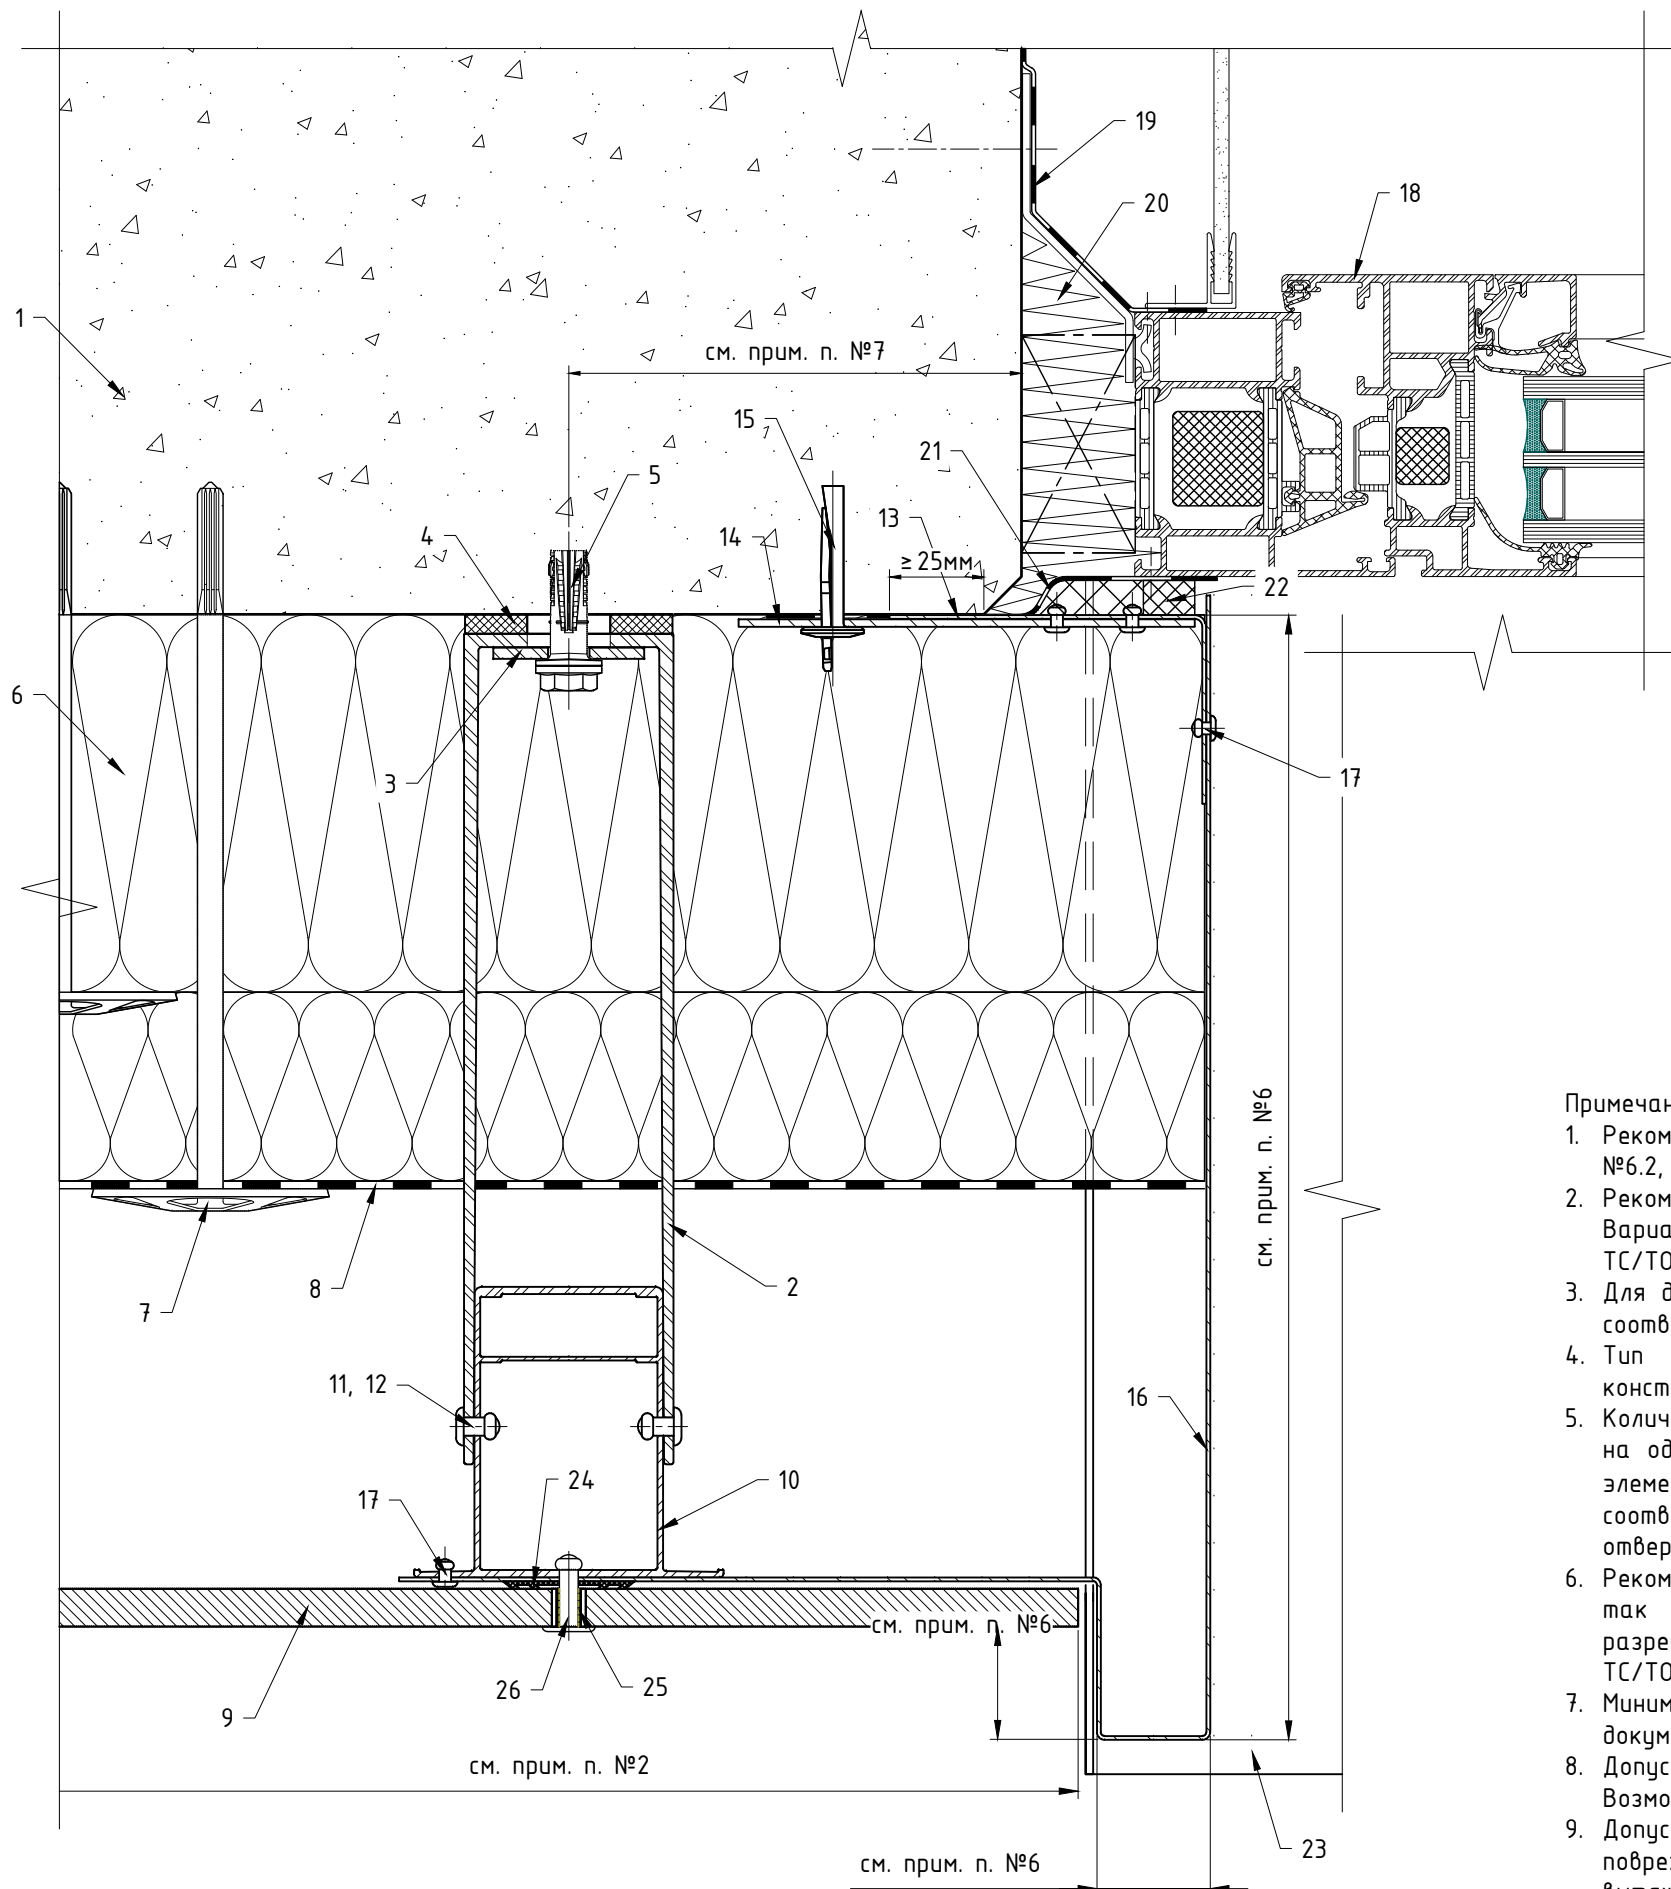 19
20
18
1
см. прим. п. №7
15
5
21
13
14
4
≥ 25мм
22
6
3
17
см. прим. п. №6
2
8
7
11, 12
16
24
10
17
см. прим. п. №6
25
26
9
см. прим. п. №2
23
см. прим. п. №6
Примечан
1. Реком
№6.2,
2. Реком
Вариа
ТС/ТО
3. Для д
соотв
4. Тип
конст
5. Колич
на од
элеме
соотв
отвер
6. Реком
так
разре
ТС/ТО
7. Миним
докум
8. Допус
Возмо
9. Допус
повре